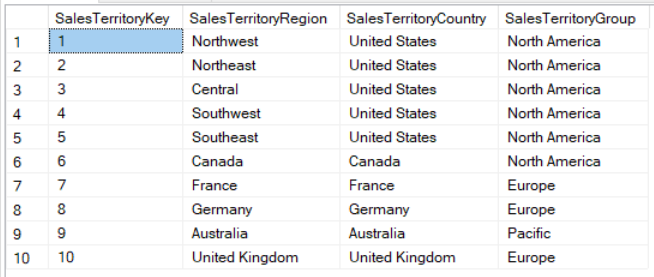 SalesTerritoryKey SalesTerritoryRegion SalesTerritoryCountry SalesTerritoryGroup
1 1 Northwest United States North America
2 2 Northeast United States North America
3 3 Central United States North America
4 4 Southwest United States North America
5 5 Southeast United States North America
6 6 Canada Canada North America
7 7 France France Europe
8 8 Germany Germany Europe
9 9 Australia Australia Pacific
10 10 United Kingdom United Kingdom Europe